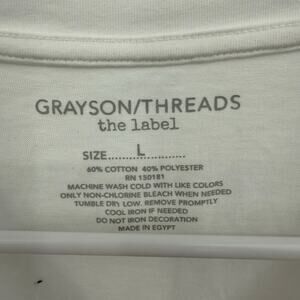 GRAYSON/THREADS
the label
SIZE....................L....................
60% COTTON 40% POLYESTER
RN 150181
MACHINE WASH COLD WITH LIKE COLORS
ONLY NON-CHLORINE BLEACH WHEN NEEDED
TUMBLE DRY LOW. REMOVE PROMPTLY
COOL IRON IF NEEDED
DO NOT IRON DECORATION
MADE IN EGYPT